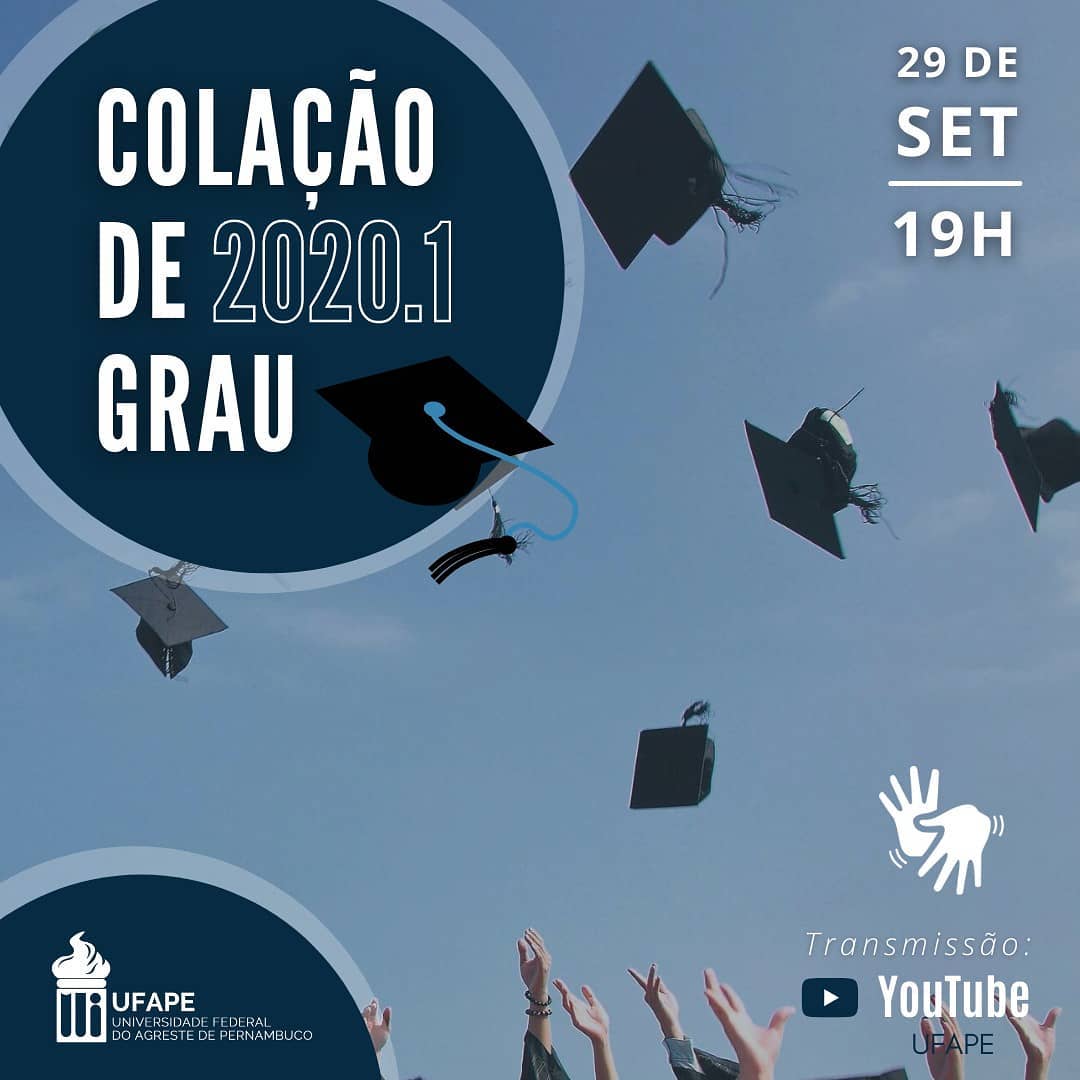 COLAÇÃO
DE 2020.1
GRAU
29 DE
SET
19H
Transmissão:
YouTube
UFAPE
UFAPE
UNIVERSIDADE FEDERAL
DO AGRESTE DE PERNAMBUCO